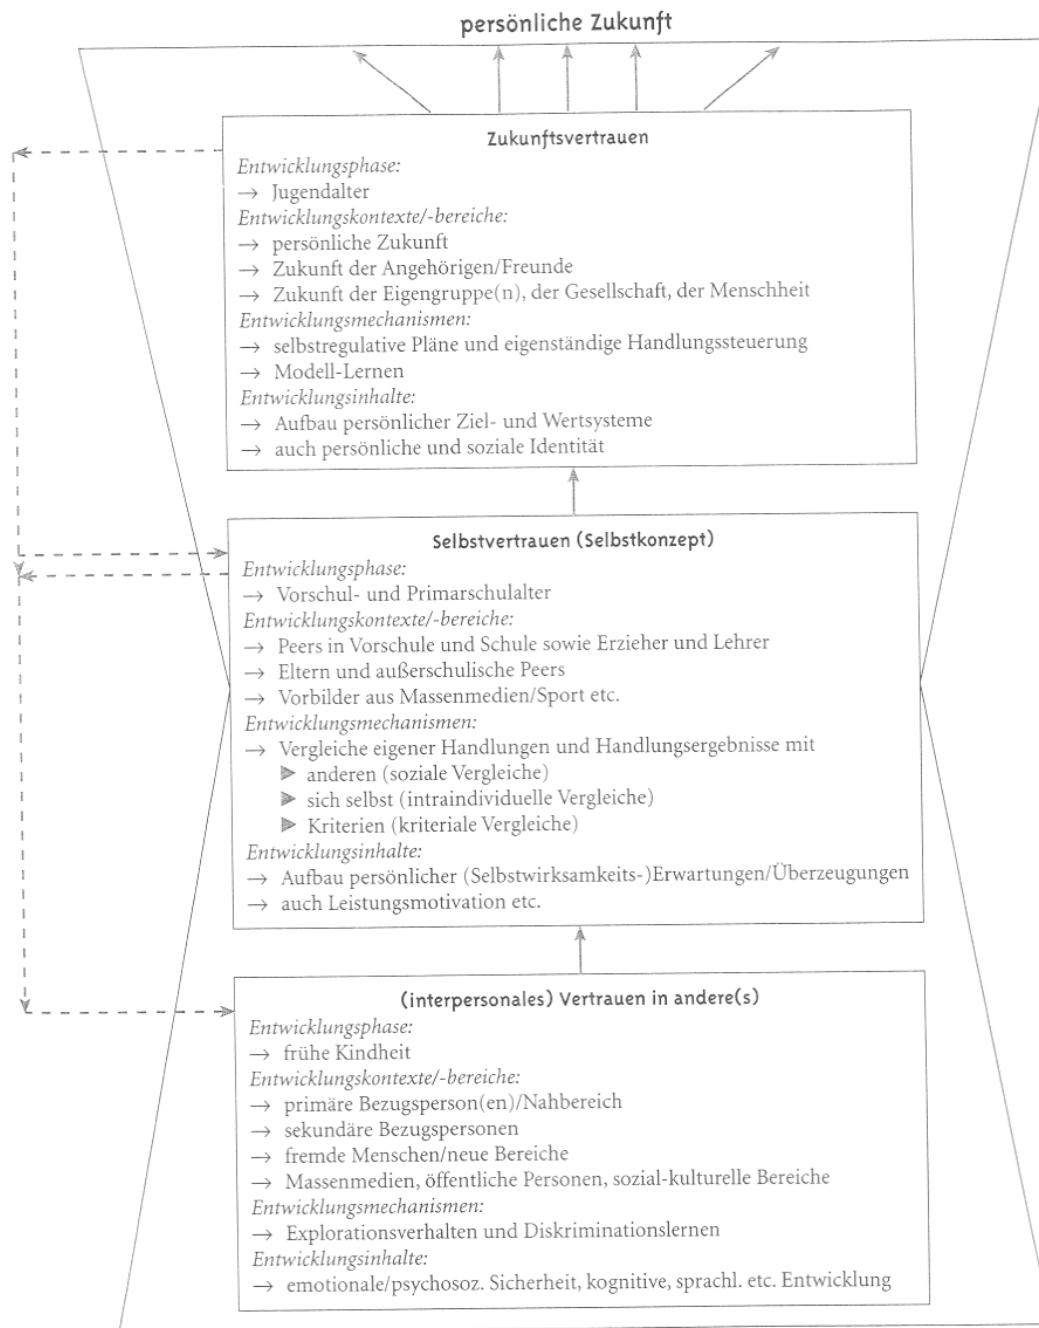 persönliche Zukunft
Zukunftsvertrauen
Entwicklungsphase:
→ Jugendalter
Entwicklungskontexte/-bereiche:
→ persönliche Zukunft
→ Zukunft der Angehörigen/Freunde
→ Zukunft der Eigengruppe(n), der Gesellschaft, der Menschheit
Entwicklungsmechanismen:
→ selbstregulative Pläne und eigenständige Handlungssteuerung
→ Modell-Lernen
Entwicklungsinhalte:
→ Aufbau persönlicher Ziel- und Wertsysteme
→ auch persönliche und soziale Identität
Selbstvertrauen (Selbstkonzept)
Entwicklungsphase:
→ Vorschul- und Primarschulalter
Entwicklungskontexte/-bereiche:
→ Peers in Vorschule und Schule sowie Erzieher und Lehrer
→ Eltern und außerschulische Peers
→ Vorbilder aus Massenmedien/Sport etc.
Entwicklungsmechanismen:
→ Vergleiche eigener Handlungen und Handlungsergebnisse mit
▶ anderen (soziale Vergleiche)
▶ sich selbst (intraindividuelle Vergleiche)
▶ Kriterien (kriteriale Vergleiche)
Entwicklungsinhalte:
→ Aufbau persönlicher (Selbstwirksamkeits-)Erwartungen/Überzeugungen
→ auch Leistungsmotivation etc.
(interpersonales) Vertrauen in andere(s)
Entwicklungsphase:
→ frühe Kindheit
Entwicklungskontexte/-bereiche:
→ primäre Bezugsperson(en)/Nahbereich
→ sekundäre Bezugspersonen
→ fremde Menschen/neue Bereiche
→ Massenmedien, öffentliche Personen, sozial-kulturelle Bereiche
Entwicklungsmechanismen:
→ Explorationsverhalten und Diskriminationslernen
Entwicklungsinhalte:
→ emotionale/psychosoz. Sicherheit, kognitive, sprachl. etc. Entwicklung